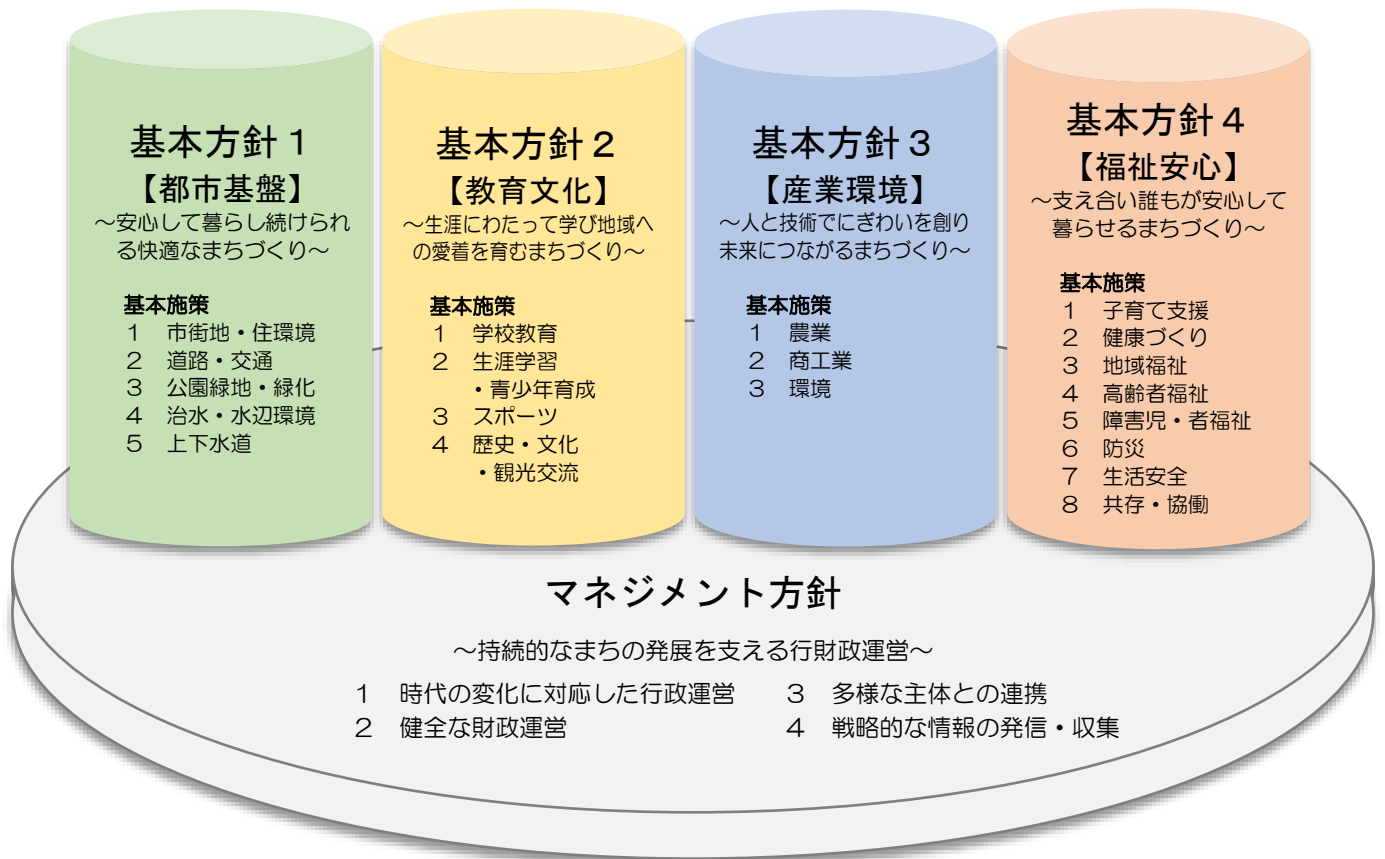 基本方針１
【都市基盤】
～安心して暮らし続けられ
る快適なまちづくり～
基本施策
１　市街地・住環境
２　道路・交通
３　公園緑地・緑化
４　治水・水辺環境
５　上下水道
基本方針２
【教育文化】
～生涯にわたって学び地域へ
の愛着を育むまちづくり～
基本施策
１　学校教育
２　生涯学習
・青少年育成
３　スポーツ
４　歴史・文化
・観光交流
基本方針３
【産業環境】
～人と技術でにぎわいを創り
未来につながるまちづくり～
基本施策
１　農業
２　商工業
３　環境
基本方針４
【福祉安心】
～支え合い誰もが安心して
暮らせるまちづくり～
基本施策
１　子育て支援
２　健康づくり
３　地域福祉
４　高齢者福祉
５　障害児・者福祉
６　防災
７　生活安全
８　共存・協働
マネジメント方針
～持続的なまちの発展を支える行財政運営～
１　時代の変化に対応した行政運営
２　健全な財政運営
３　多様な主体との連携
４　戦略的な情報の発信・収集